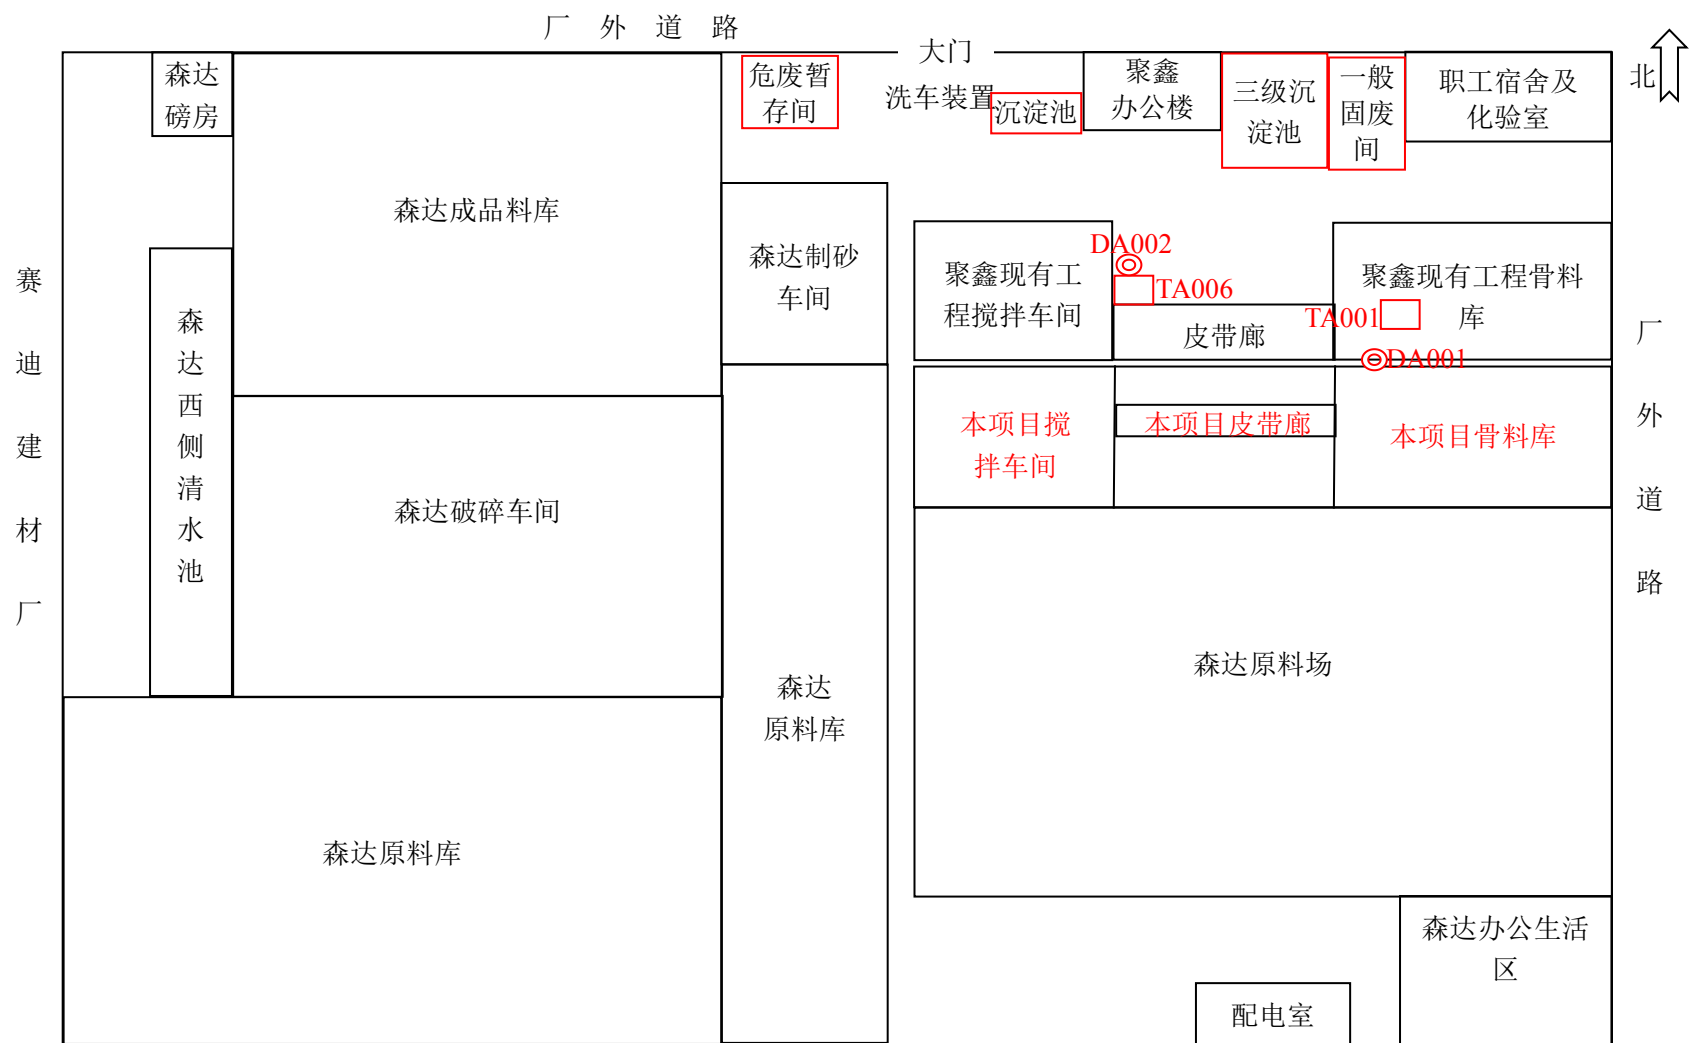 厂外道路
大门
北
森达
磅房
危废暂
存间
洗车装置
沉淀池
聚鑫
办公楼
三级沉
淀池
一般
固废
间
职工宿舍及
化验室
森达成品料库
森达制砂
车间
聚鑫现有工
程搅拌车间
DA002
TA006
皮带廊
聚鑫现有工程骨料
库
TA001
DA001
赛迪建材厂
森达西侧清水池
厂外道路
本项目搅
拌车间
本项目皮带廊
本项目骨料库
森达破碎车间
森达原料场
森达
原料库
森达原料库
森达办公生活
区
配电室